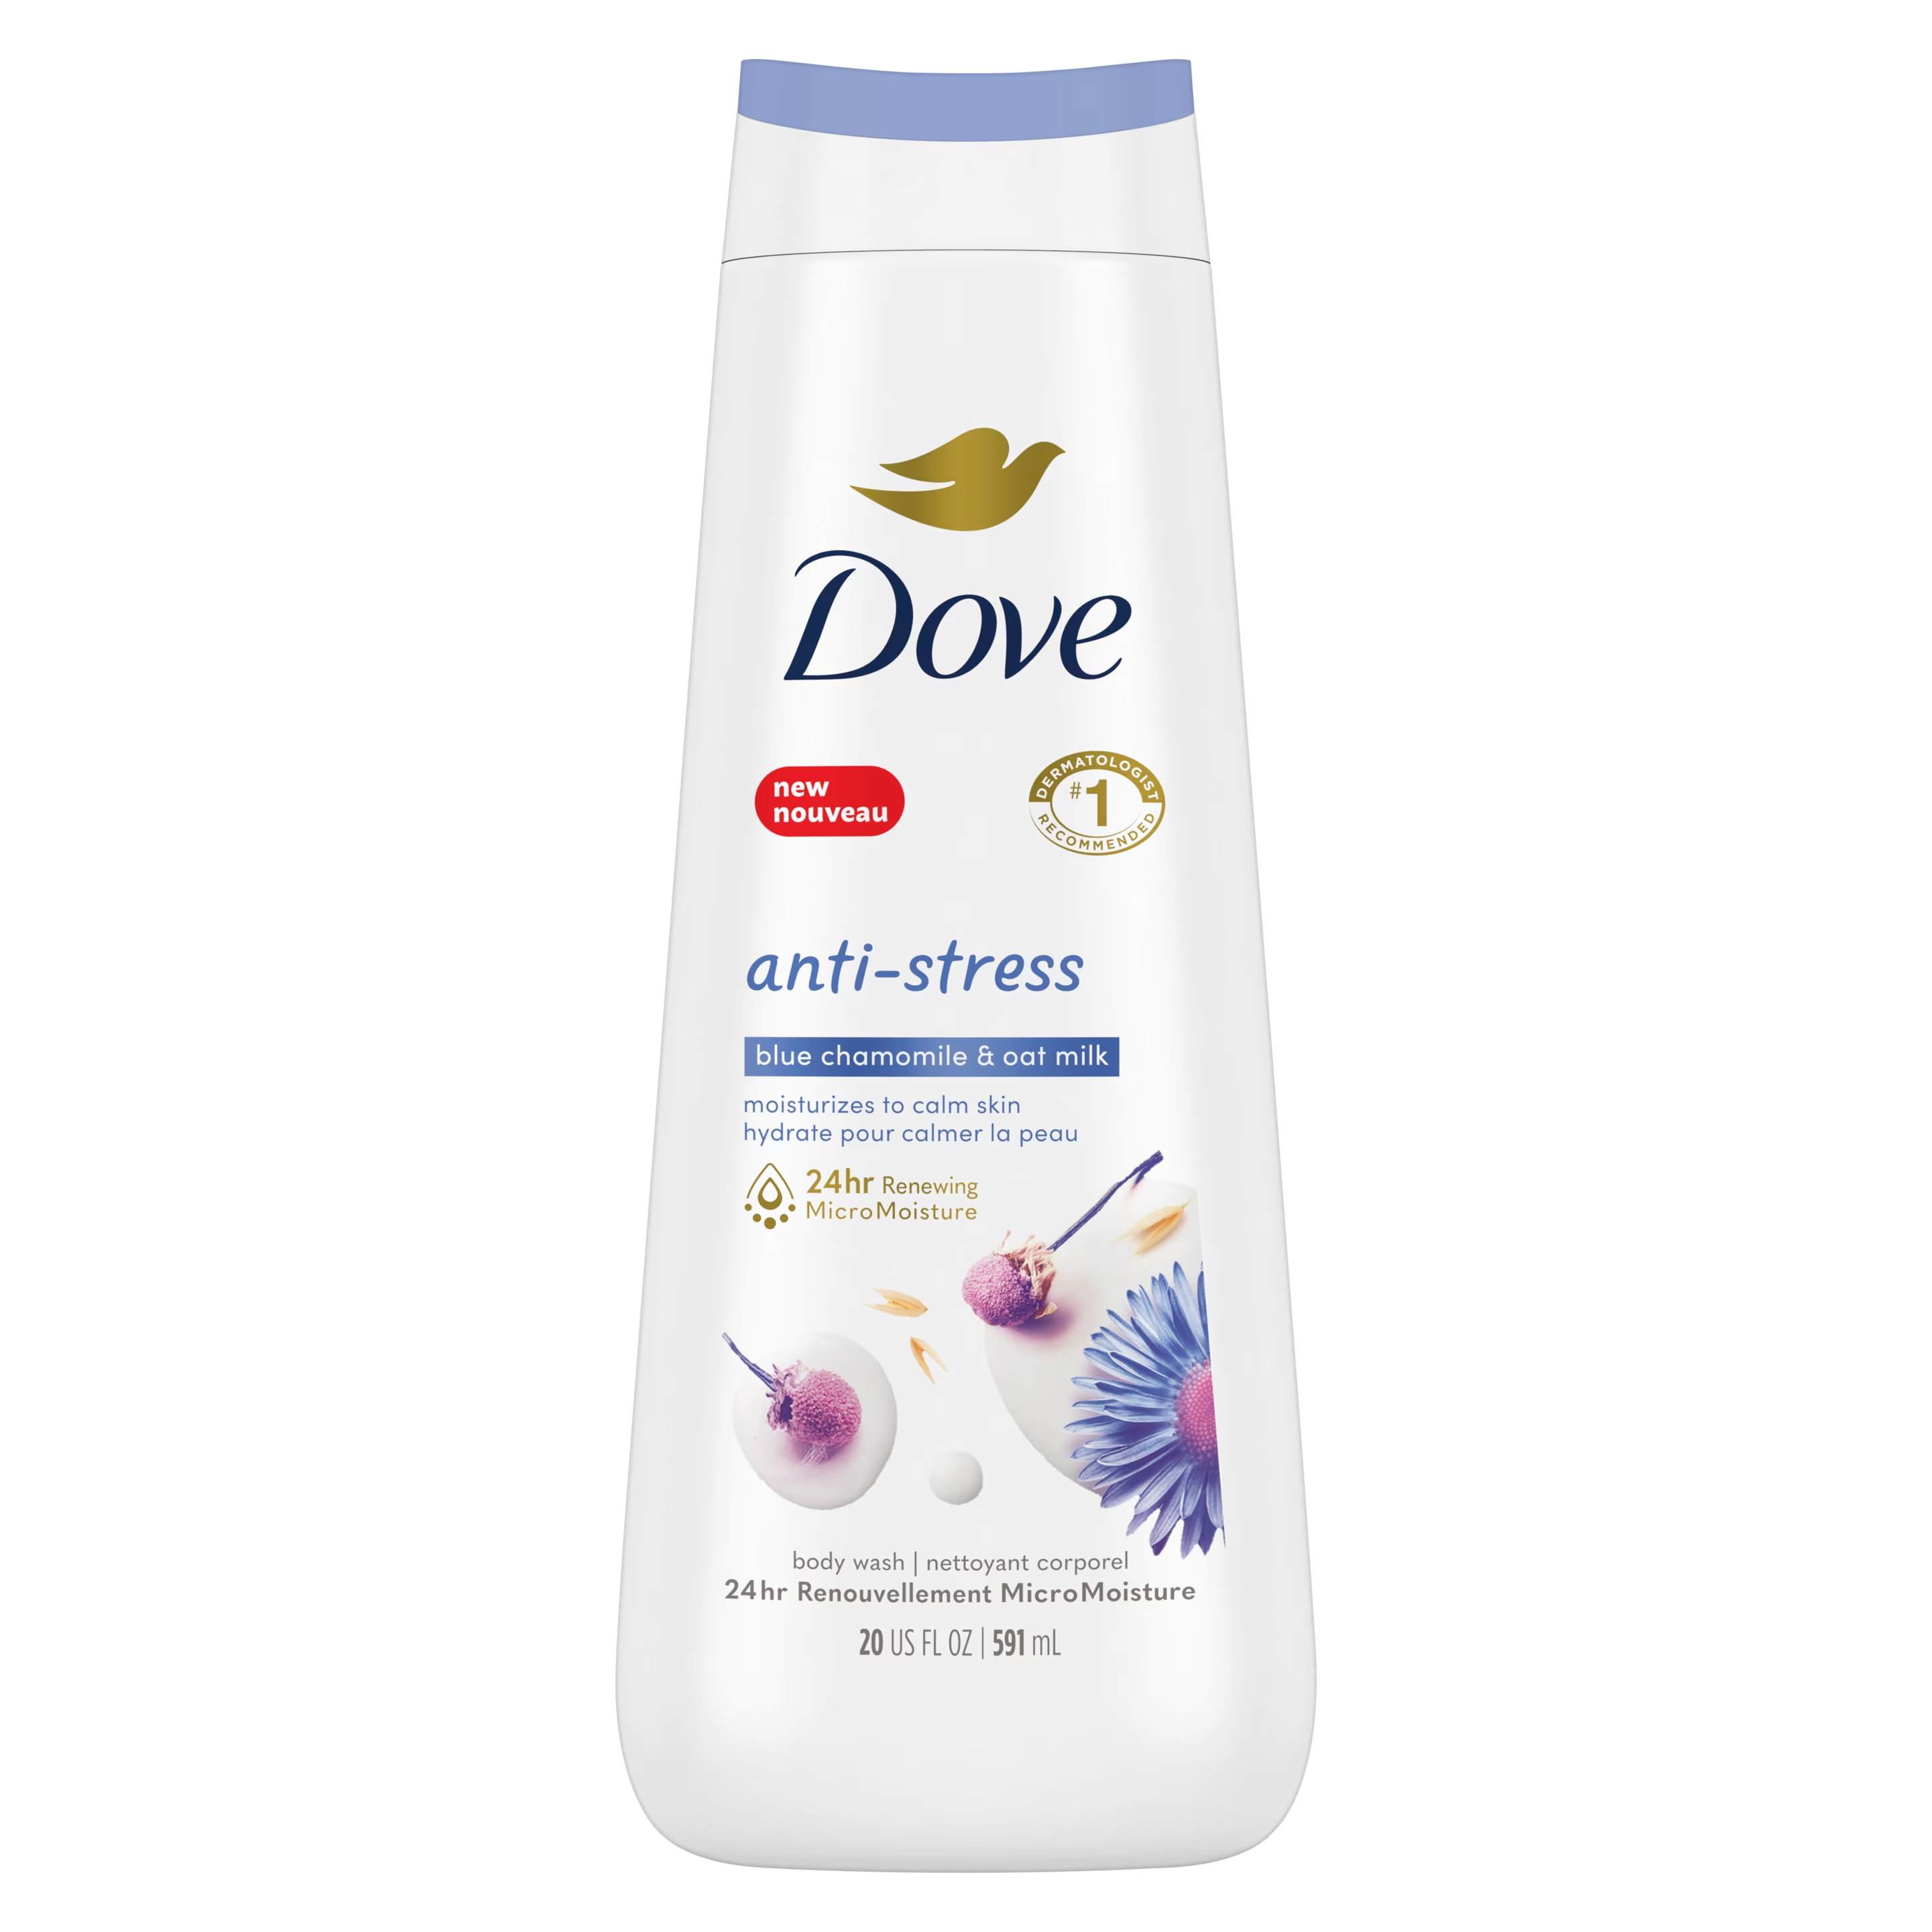 Dove
new
nouveau
DERMATOLOGIST
#1
RECOMMENDED
anti-stress
blue chamomile & oat milk
moisturizes to calm skin
hydrate pour calmer la peau
24hr Renewing
MicroMoisture
body wash | nettoyant corporel
24hr Renouvellement MicroMoisture
20 US FL OZ | 591 mL